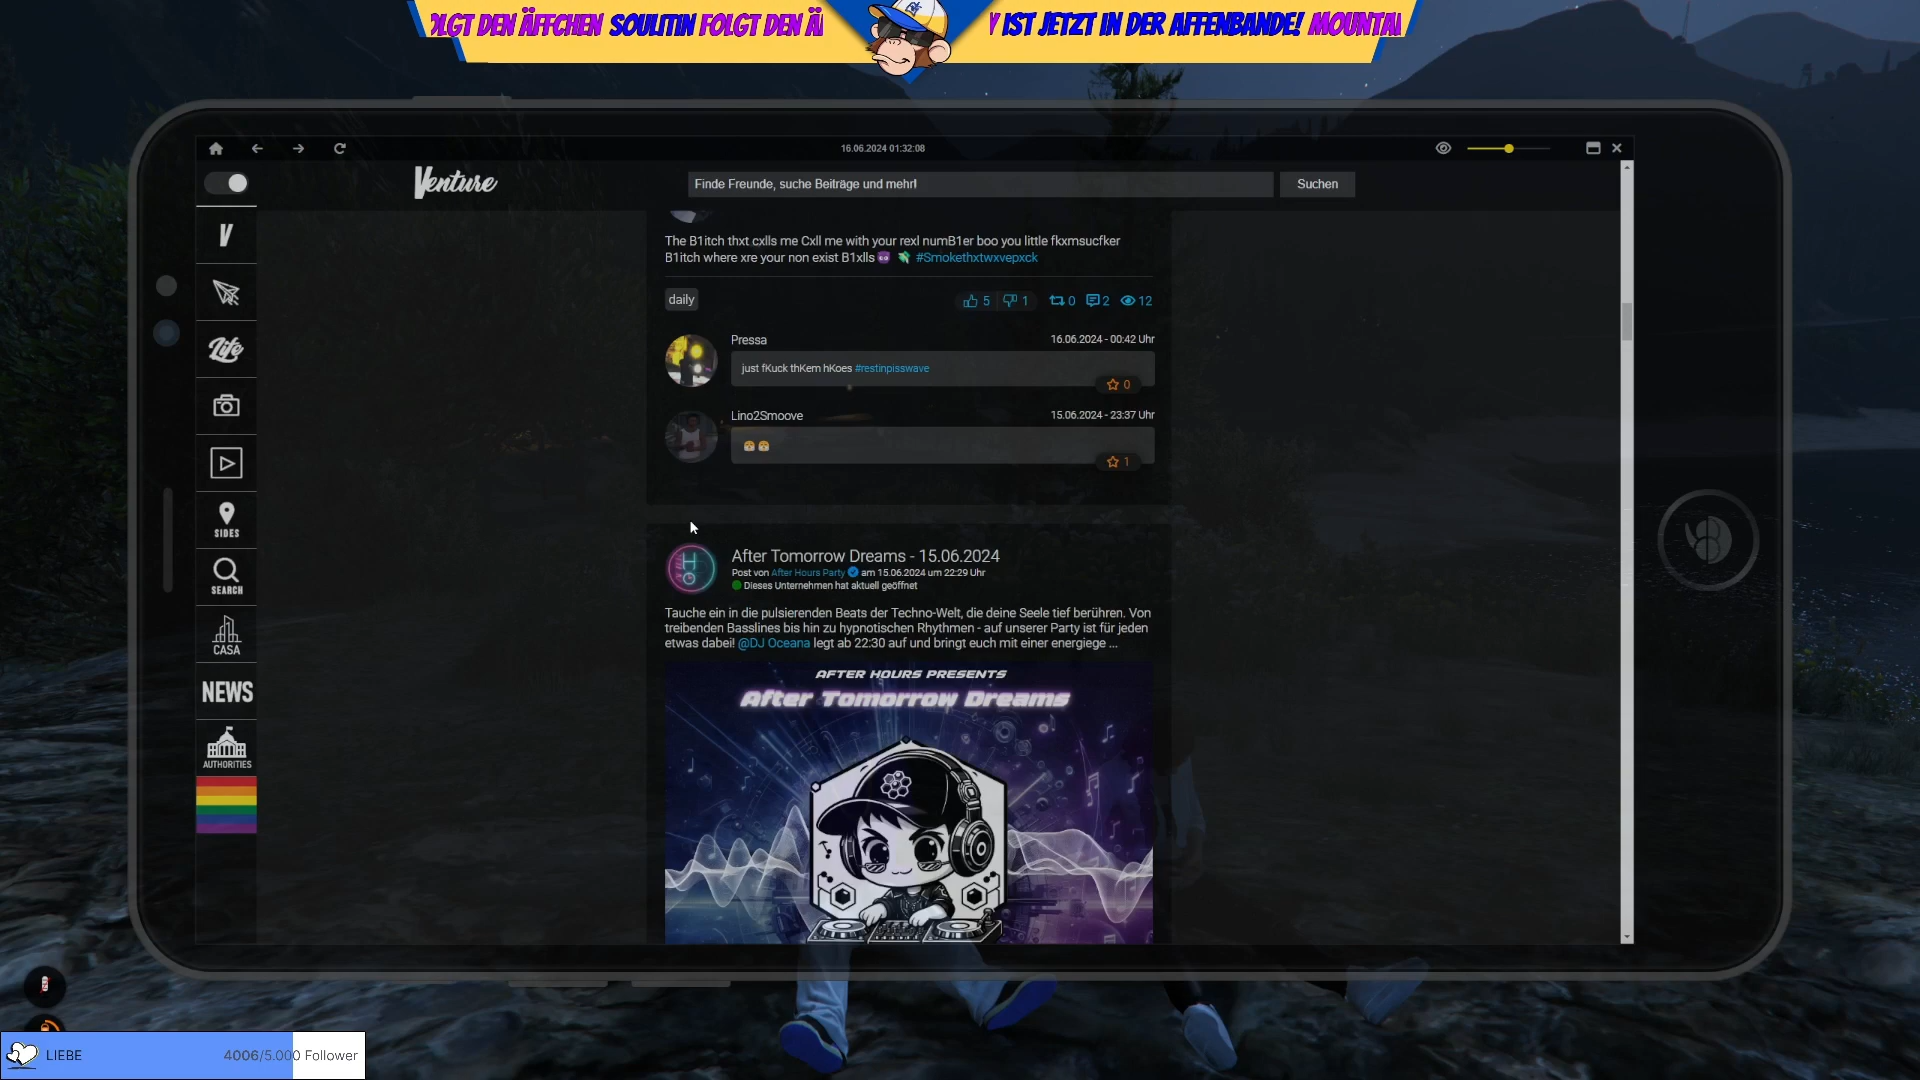 FOLGT DEN ÄFFCHEN SOULITIN FOLGT DEN
IST JETZT IN DER AFFENBANDE!
16.06.2024 01:32:08
Venture
Finde Freunde, suche Beiträge und mehr!
Suchen
V
The B1itch thxt cxlls me Cxll me with your rexl numB1er boo you little fkxmsucfker
B1itch where xre your non exist B1xlls #Smokethxtwxvepxck
daily
5 1 0 2 12
Life
Pressa
16.06.2024 - 00:42 Uhr
just fKuck thKem hKoes #restinpisswave
0
Lino2Smoove
15.06.2024 - 23:37 Uhr
1
SIDES
SEARCH
CASA
NEWS
AUTHORITIES
After Tomorrow Dreams - 15.06.2024
Post von After Hours Party am 15.06.2024 um 22:29 Uhr
Dieses Unternehmen hat aktuell geöffnet
Tauche ein in die pulsierenden Beats der Techno-Welt, die deine Seele tief berühren. Von
treibenden Basslines bis hin zu hypnotischen Rhythmen - auf unserer Party ist für jeden
etwas dabei! @DJ Oceana legt ab 22:30 auf und bringt euch mit einer energiege ...
AFTER HOURS PRESENTS
After Tomorrow Dreams
LIEBE
4006/5.000 Follower